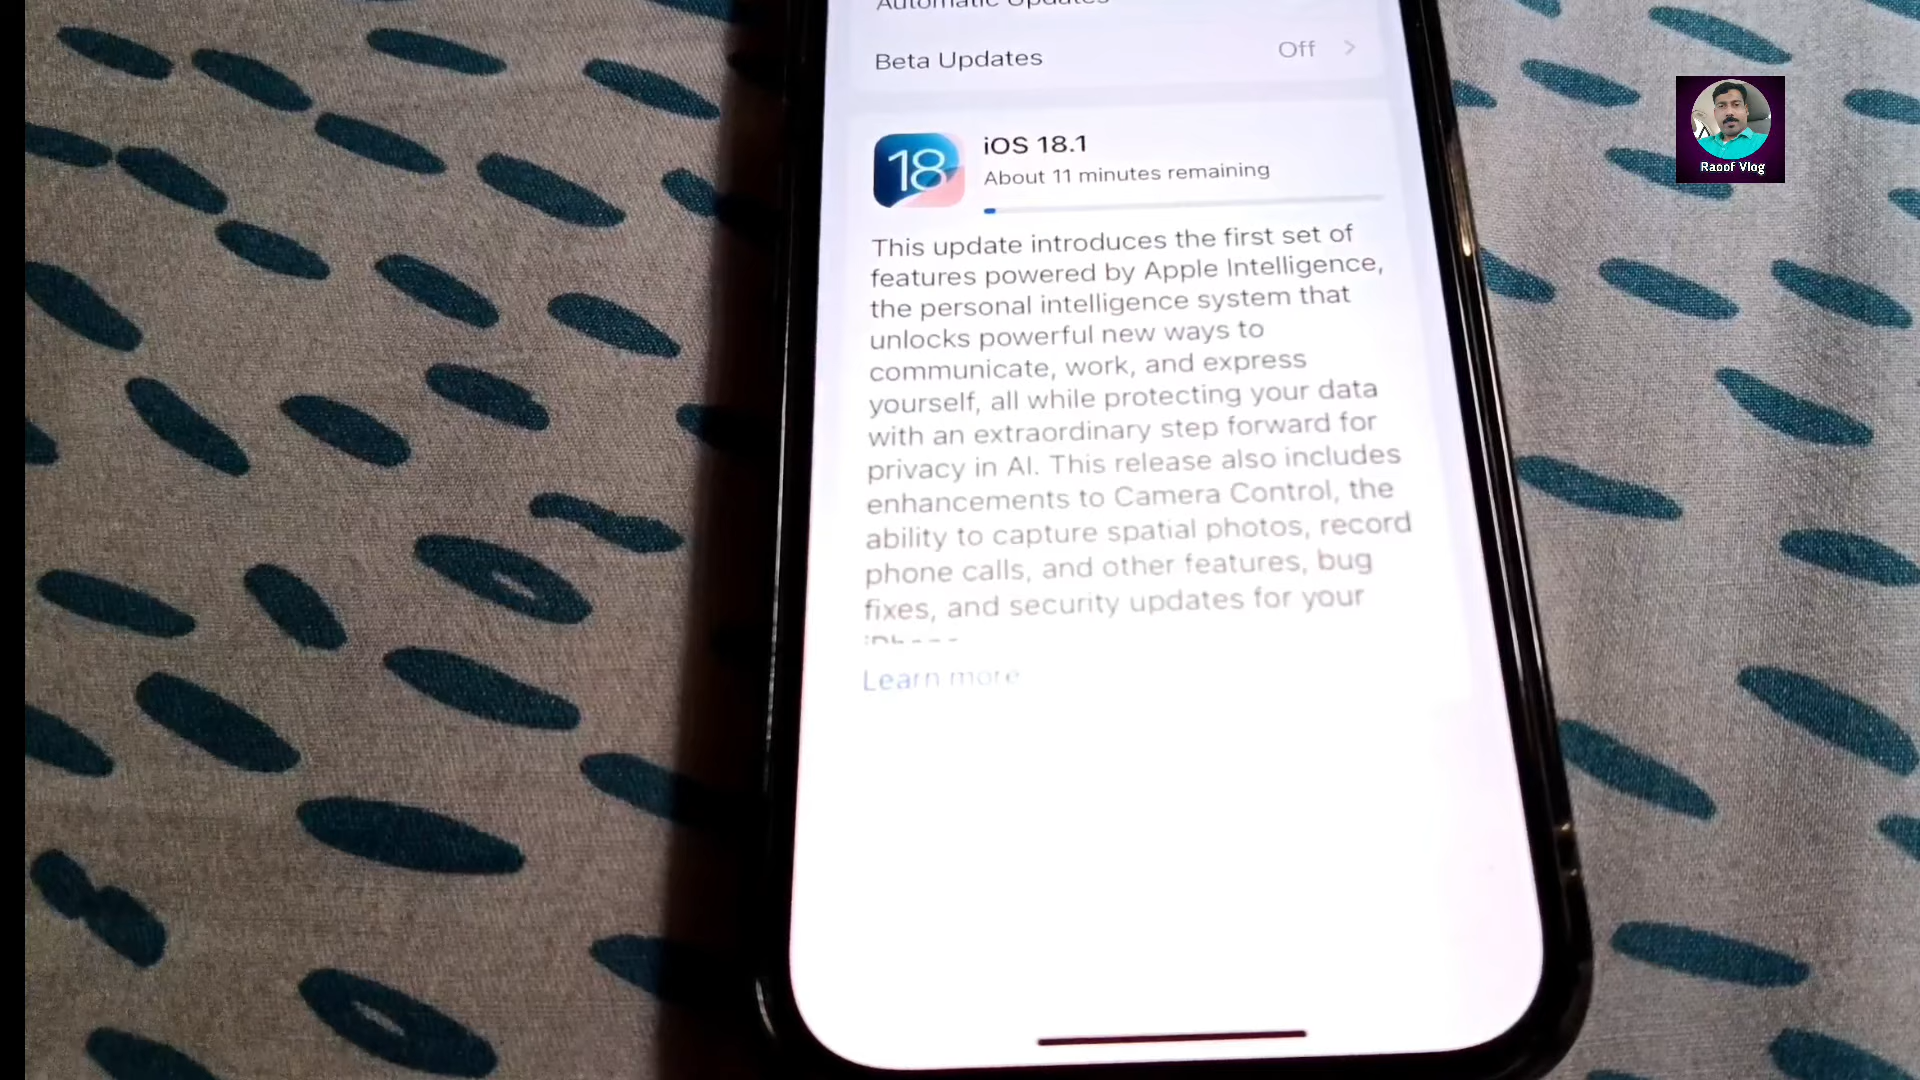 Automatic Updates
Beta Updates Off
18
iOS 18.1
About 11 minutes remaining
This update introduces the first set of
features powered by Apple Intelligence,
the personal intelligence system that
unlocks powerful new ways to
communicate, work, and express
yourself, all while protecting your data
with an extraordinary step forward for
privacy in AI. This release also includes
enhancements to Camera Control, the
ability to capture spatial photos, record
phone calls, and other features, bug
fixes, and security updates for your
Learn more
Raoof Vlog